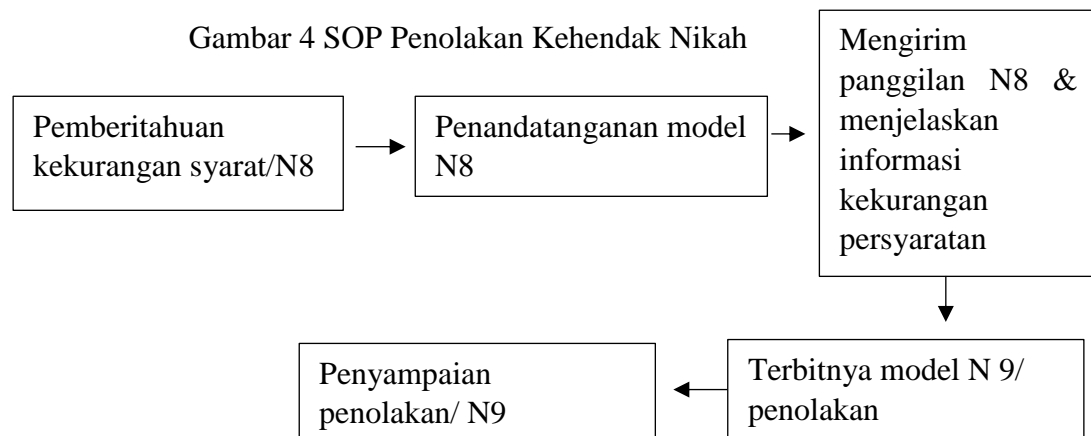 Gambar 4 SOP Penolakan Kehendak Nikah
Pemberitahuan
kekurangan syarat/N8
Penandatanganan model
N8
Mengirim
panggilan N8 &
menjelaskan
informasi
kekurangan
persyaratan
Terbitnya model N 9/
penolakan
Penyampaian
penolakan/ N9